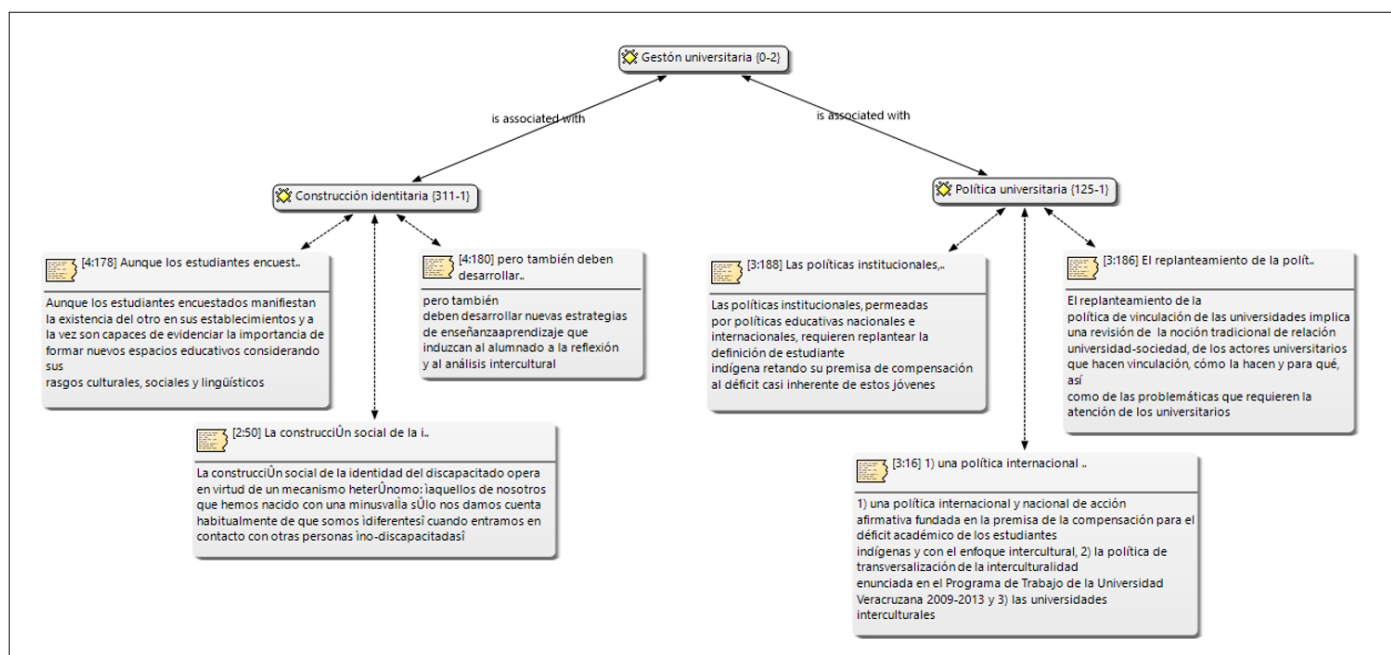 Gestón universitaria {0-2}
is associated with
is associated with
Construcción identitaria {311-1}
Política universitaria {125-1}
[4:178] Aunque los estudiantes encuest..
Aunque los estudiantes encuestados manifiestan
la existencia del otro en sus establecimientos y a
la vez son capaces de evidenciar la importancia de
formar nuevos espacios educativos considerando
sus
rasgos culturales, sociales y lingüísticos
[4:180] pero también deben
desarrollar..
pero también
deben desarrollar nuevas estrategias
de enseñanzaaprendizaje que
induzcan al alumnado a la reflexión
y al análisis intercultural
[2:50] La construcciÛn social de la i..
La construcciÛn social de la identidad del discapacitado opera
en virtud de un mecanismo heterÛnomo: ìaquellos de nosotros
que hemos nacido con una minusvalÌa sÛlo nos damos cuenta
habitualmente de que somos ìdiferentesî cuando entramos en
contacto con otras personas ìno-discapacitadasî
[3:188] Las políticas institucionales,..
Las políticas institucionales, permeadas
por políticas educativas nacionales e
internacionales, requieren replantear la
definición de estudiante
indígena retando su premisa de compensación
al déficit casi inherente de estos jóvenes
[3:186] El replanteamiento de la polít..
El replanteamiento de la
política de vinculación de las universidades implica
una revisión de la noción tradicional de relación
universidad-sociedad, de los actores universitarios
que hacen vinculación, cómo la hacen y para qué,
así
como de las problemáticas que requieren la
atención de los universitarios
[3:16] 1) una política internacional ..
1) una política internacional y nacional de acción
afirmativa fundada en la premisa de la compensación para el
déficit académico de los estudiantes
indígenas y con el enfoque intercultural, 2) la política de
transversalización de la interculturalidad
enunciada en el Programa de Trabajo de la Universidad
Veracruzana 2009-2013 y 3) las universidades
interculturales